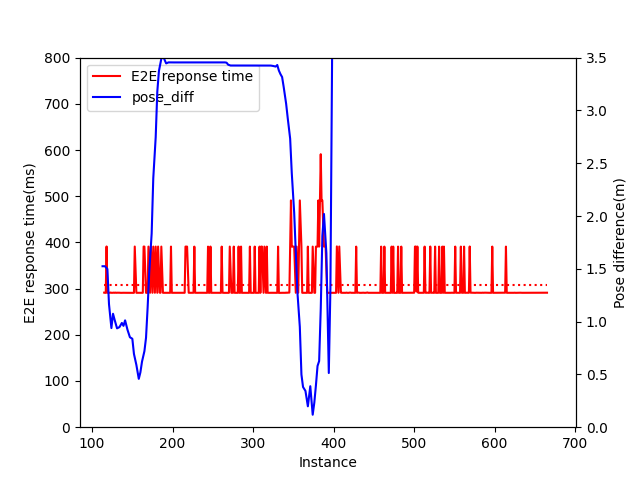 E2E reponse time
pose_diff
800
700
600
500
400
300
200
100
0
E2E response time(ms)
3.5
3.0
2.5
2.0
1.5
1.0
0.5
0.0
Pose difference(m)
100 200 300 400 500 600 700
Instance